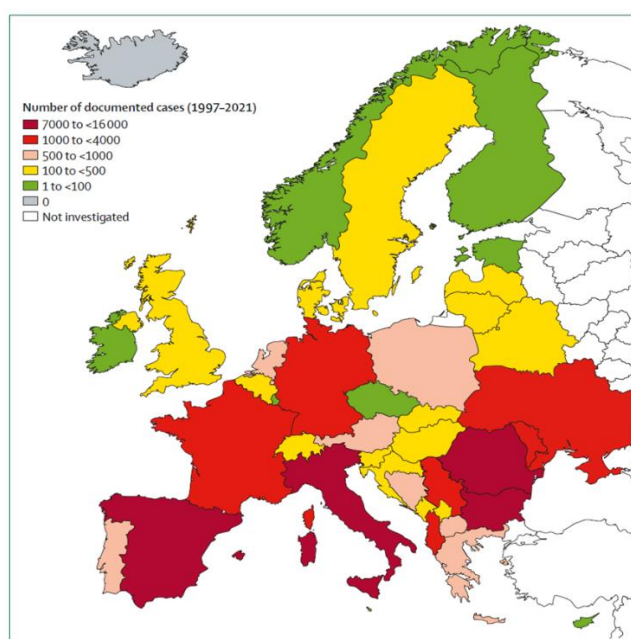 Number of documented cases (1997–2021)
7000 to <16 000
1000 to <4000
500 to <1000
100 to <500
1 to <100
0
Not investigated